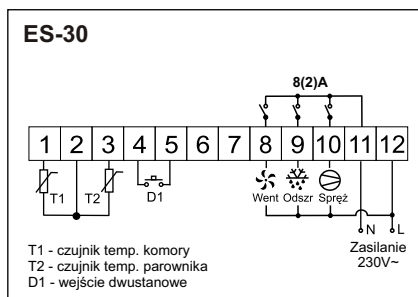 ES-30
8(2)A
1 2 3 4 5 6 7 8 9 10 11 12
T1 T2 D1 Went Odszr Spręż
N L
Zasilanie
230V~
T1 - czujnik temp. komory
T2 - czujnik temp. parownika
D1 - wejście dwustanowe